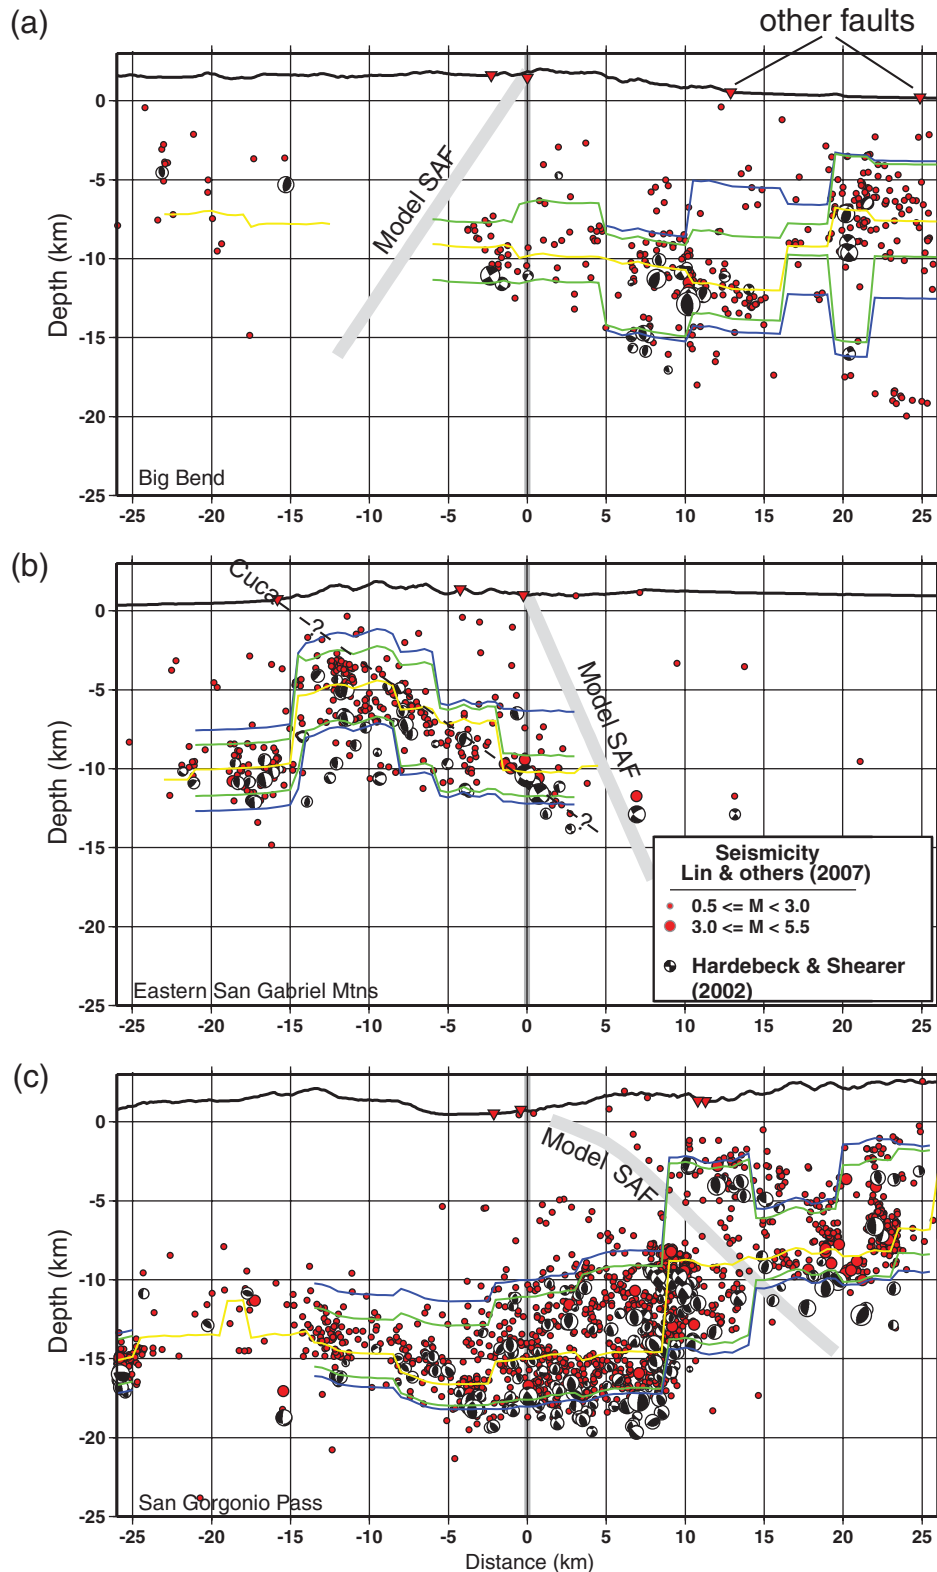 (a)
other faults
0
-5
-10
-15
-20
-25
Depth (km)
Model SAF
Big Bend
-25 -20 -15 -10 -5 0 5 10 15 20 25
(b)
Cuca
-?-
0
-5
-10
-15
-20
-25
Depth (km)
Model SAF
-?-
Seismicity
Lin & others (2007)
0.5 <= M < 3.0
3.0 <= M < 5.5
Hardebeck & Shearer
(2002)
Eastern San Gabriel Mtns
-25 -20 -15 -10 -5 0 5 10 15 20 25
(c)
0
-5
-10
-15
-20
-25
Depth (km)
Model SAF
San Gorgonio Pass
-25 -20 -15 -10 -5 0 5 10 15 20 25
Distance (km)